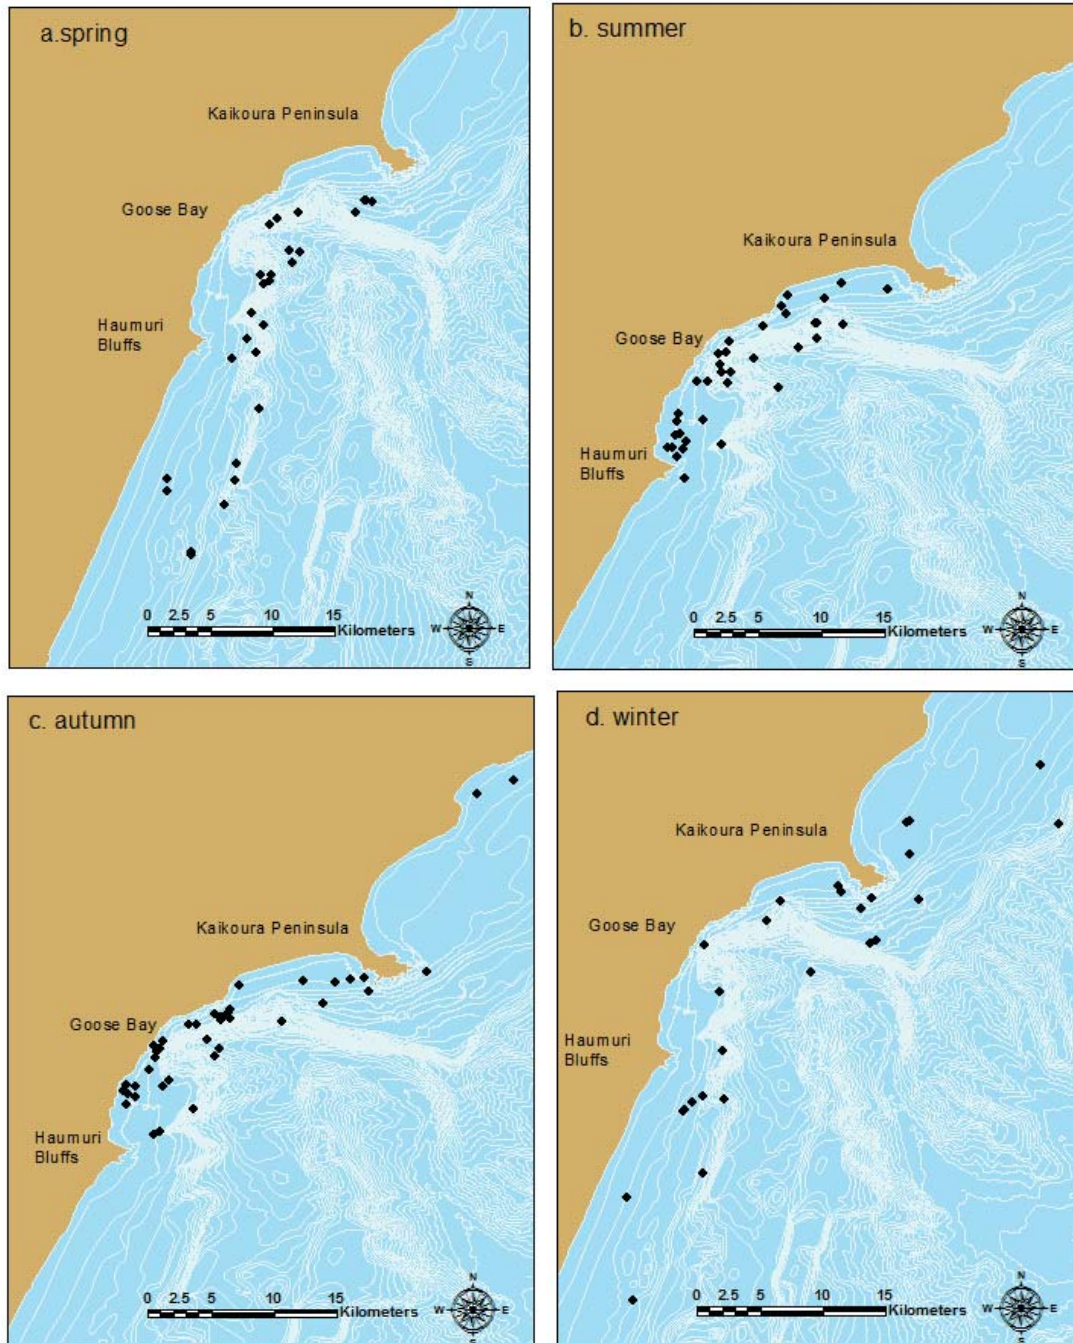 a.spring
Kaikoura Peninsula
Goose Bay
Haumuri
Bluffs
N
W E
S
0 2.5 5 10 15
Kilometers
b. summer
Kaikoura Peninsula
Goose Bay
Haumuri
Bluffs
N
W E
S
0 2.5 5 10 15
Kilometers
c. autumn
Kaikoura Peninsula
Goose Bay
Haumuri
Bluffs
N
W E
S
0 2.5 5 10 15
Kilometers
d. winter
Kaikoura Peninsula
Goose Bay
Haumuri
Bluffs
N
W E
S
0 2.5 5 10 15
Kilometers